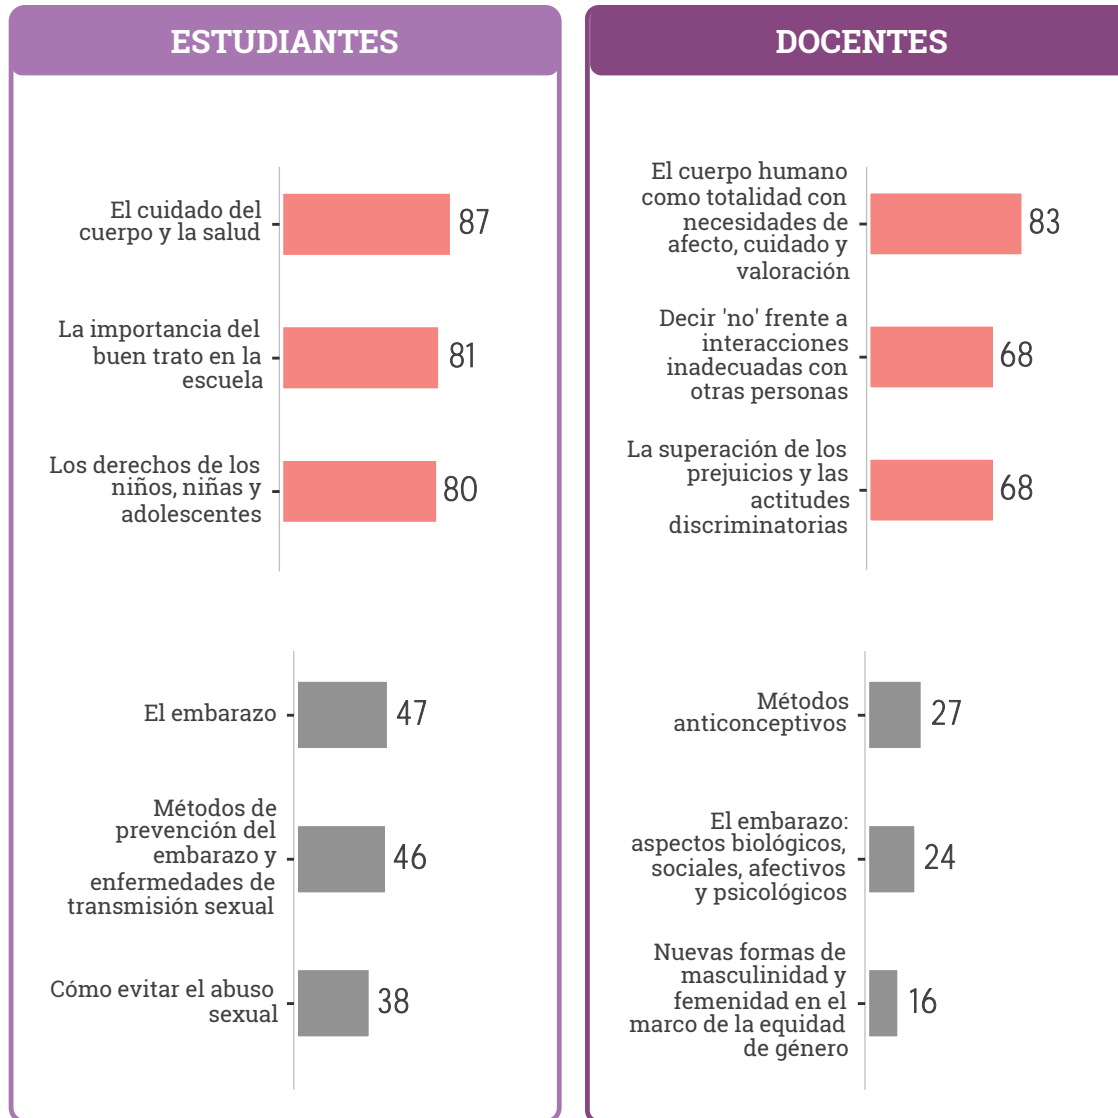 ESTUDIANTES
El cuidado del
cuerpo y la salud
87
La importancia del
buen trato en la
escuela
81
Los derechos de los
niños, niñas y
adolescentes
80
El embarazo
47
Métodos de
prevención del
embarazo y
enfermedades de
transmisión sexual
46
Cómo evitar el abuso
sexual
38
DOCENTES
El cuerpo humano
como totalidad con
necesidades de
afecto, cuidado y
valoración
83
Decir 'no' frente a
interacciones
inadecuadas con
otras personas
68
La superación de los
prejuicios y las
actitudes
discriminatorias
68
Métodos
anticonceptivos
27
El embarazo:
aspectos biológicos,
sociales, afectivos
y psicológicos
24
Nuevas formas de
masculinidad y
femenidad en el
marco de la equidad
de género
16